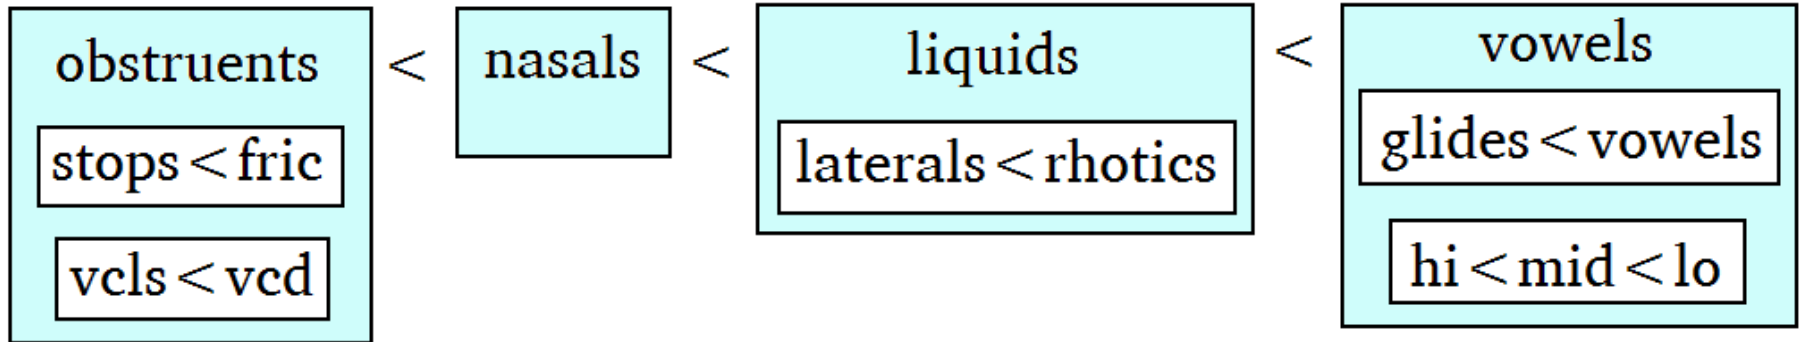 obstruents < nasals < liquids < vowels
stops < fric
laterals < rhotics
glides < vowels
vcls < vcd
hi < mid < lo